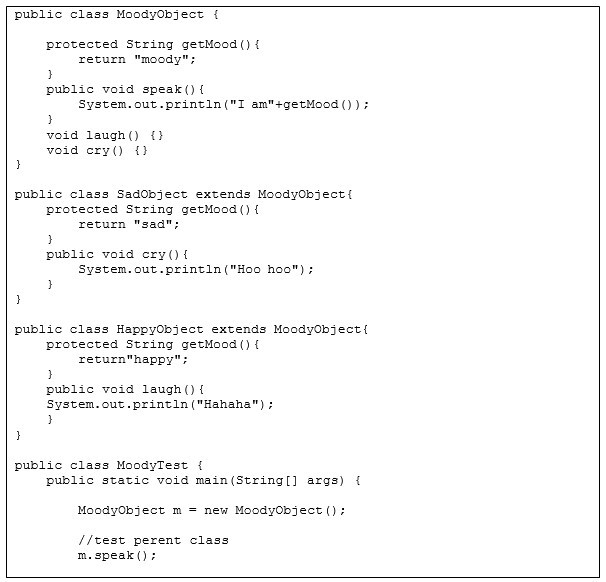 public class MoodyObject {
protected String getMood(){
return "moody";
}
public void speak(){
System.out.println("I am"+getMood());
}
void laugh() {}
void cry() {}
}
public class SadObject extends MoodyObject{
protected String getMood(){
return "sad";
}
public void cry(){
System.out.println("Hoo hoo");
}
}
public class HappyObject extends MoodyObject{
protected String getMood(){
return"happy";
}
public void laugh(){
System.out.println("Hahaha");
}
}
public class MoodyTest {
public static void main(String[] args) {
MoodyObject m = new MoodyObject();
//test perent class
m.speak();